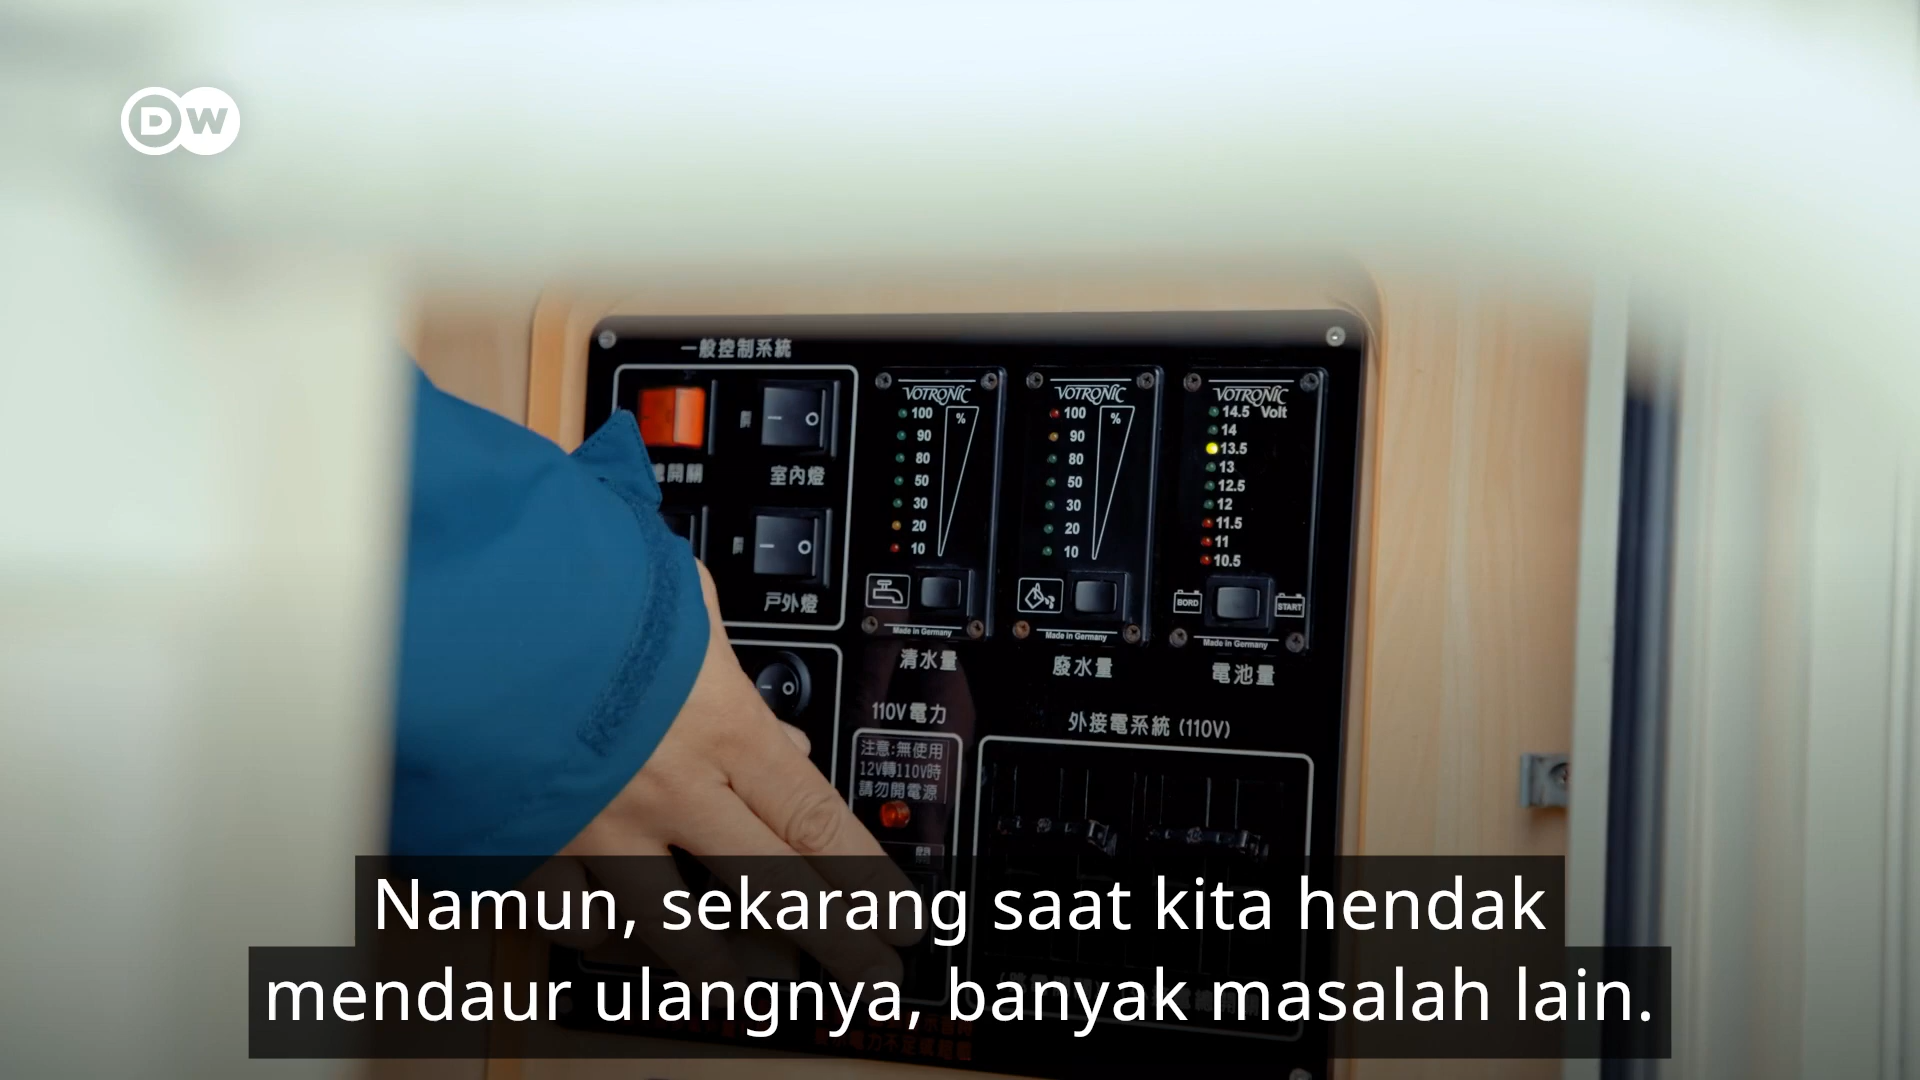 DW
一般控制系統
開關
室內燈
戶外燈
VOTRONIC
100
%
90
80
50
30
20
10
Made in Germany
清水量
VOTRONIC
100
%
90
80
50
30
20
10
Made in Germany
廢水量
VOTRONIC
14.5 Volt
14
13.5
13
12.5
12
11.5
11
10.5
BORD
START
Made in Germany
電池量
110V電力
注意:無使用
12V轉110V時
請勿開電源
關
外接電系統 (110V)
Namun, sekarang saat kita hendak
mendaur ulangnya, banyak masalah lain.